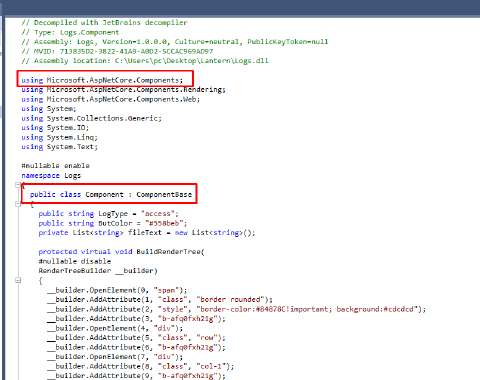 // Decompiled with JetBrains decompiler
// Type: Logs.Component
// Assembly: Logs, Version=1.0.0.0, Culture=neutral, PublicKeyToken=null
// MVID: 713835D2-3822-41A9-A0D2-5CCAC969AD97
// Assembly location: C:\Users\pc\Desktop\Lantern\Logs.dll
using Microsoft.AspNetCore.Components;
using Microsoft.AspNetCore.Components.Rendering;
using Microsoft.AspNetCore.Components.Web;
using System;
using System.Collections.Generic;
using System.IO;
using System.Linq;
using System.Text;
#nullable enable
namespace Logs
{
public class Component : ComponentBase
{
public string LogType = "access";
public string ButColor = "#558beb";
private List<string> fileText = new List<string>();
protected virtual void BuildRenderTree(
#nullable disable
RenderTreeBuilder __builder)
{
__builder.OpenElement(0, "span");
__builder.AddAttribute(1, "class", "border rounded");
__builder.AddAttribute(2, "style", "border-color:#84878C!important; background:#cdcdcd");
__builder.AddAttribute(3, "b-afq0fxh21g");
__builder.OpenElement(4, "div");
__builder.AddAttribute(5, "class", "row");
__builder.AddAttribute(6, "b-afq0fxh21g");
__builder.OpenElement(7, "div");
__builder.AddAttribute(8, "class", "col-1");
__builder.AddAttribute(9, "b-afq0fxh21g");